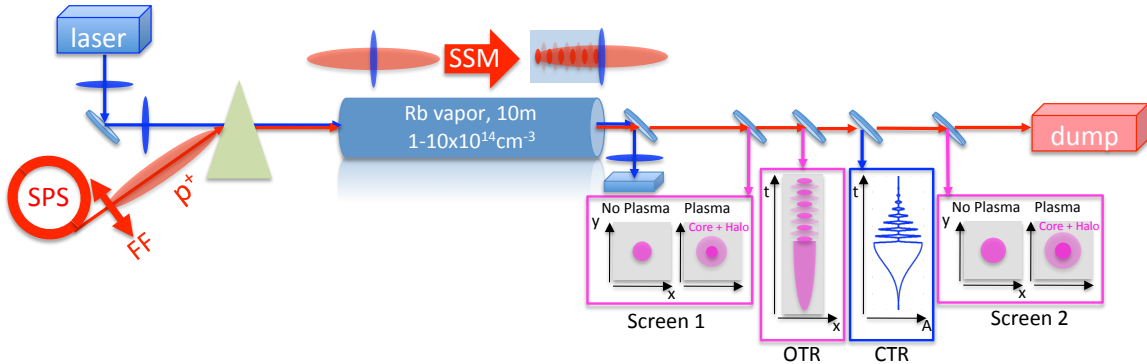 laser
SSM
Rb vapor, 10m
1-10x10¹⁴cm⁻³
SPS
p⁺
FF
dump
No Plasma
Plasma
y
Core + Halo
x
Screen 1
t
x
OTR
t
A
CTR
No Plasma
Plasma
y
Core + Halo
x
Screen 2